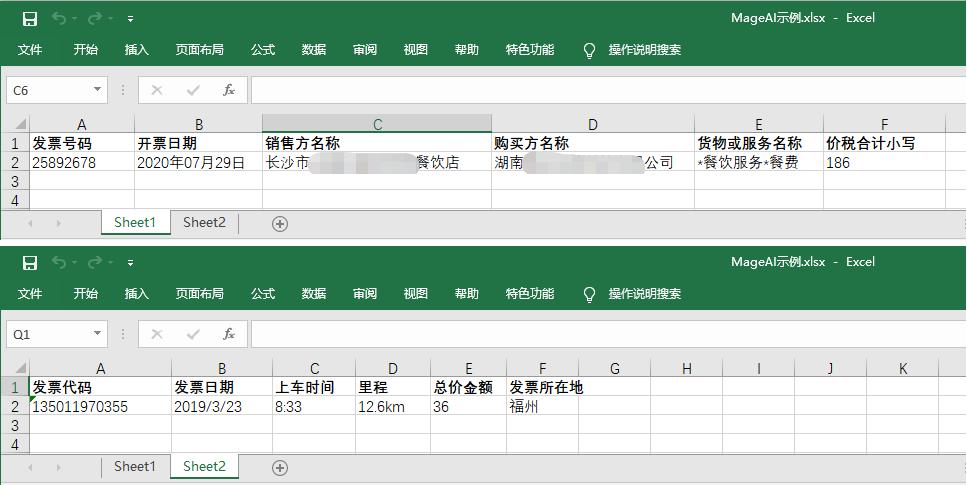 MageAI示例.xlsx - Excel
文件 开始 插入 页面布局 公式 数据 审阅 视图 帮助 特色功能 操作说明搜索
C6 fx
A B C D E F
1 发票号码 开票日期 销售方名称 购买方名称 货物或服务名称 价税合计小写
2 25892678 2020年07月29日 长沙市 餐饮店 湖南 公司 *餐饮服务*餐费 186
3
4
Sheet1 Sheet2
MageAI示例.xlsx - Excel
文件 开始 插入 页面布局 公式 数据 审阅 视图 帮助 特色功能 操作说明搜索
Q1 fx
A B C D E F G H I J K
1 发票代码 发票日期 上车时间 里程 总价金额 发票所在地
2 135011970355 2019/3/23 8:33 12.6km 36 福州
3
4
Sheet1 Sheet2